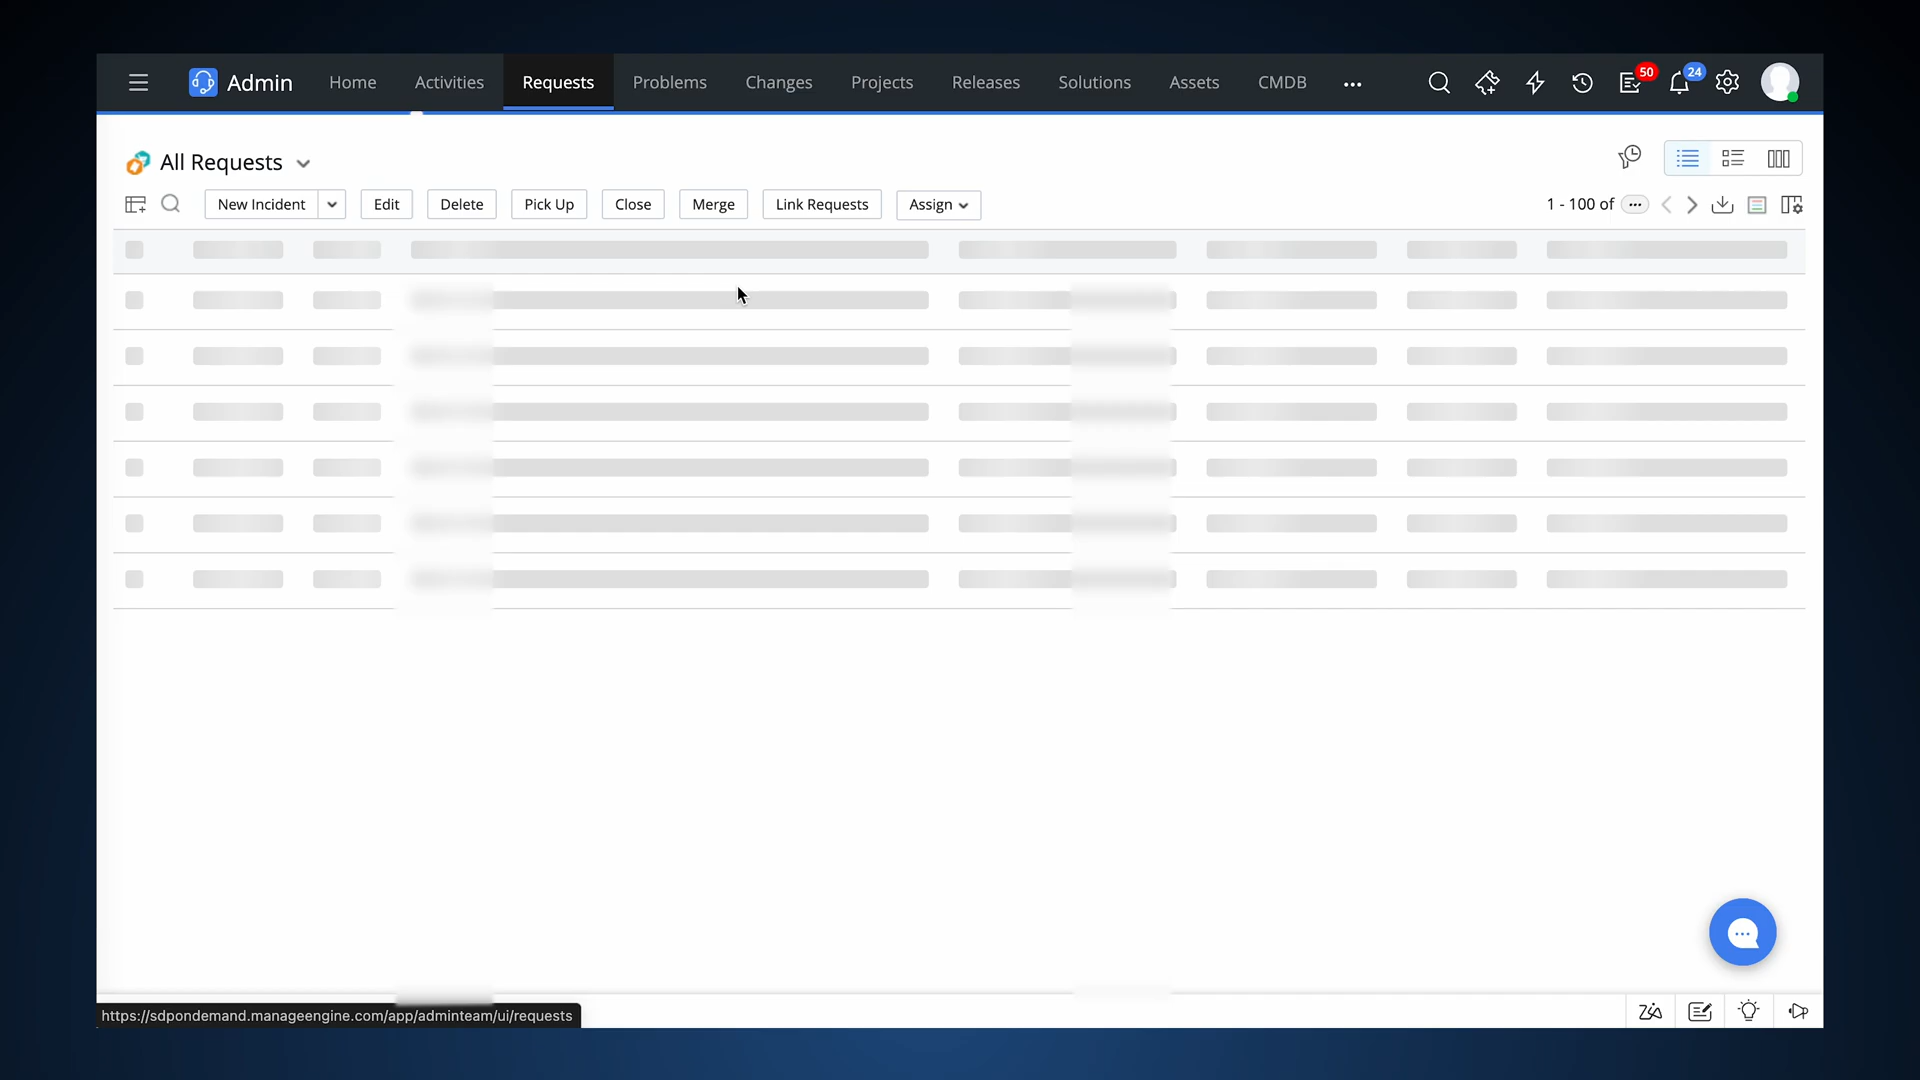 Admin Home Activities Requests Problems Changes Projects Releases Solutions Assets CMDB 50 24
All Requests
New Incident Edit Delete Pick Up Close Merge Link Requests Assign 1 - 100 of
https://sdpondemand.manageengine.com/app/adminteam/ui/requests